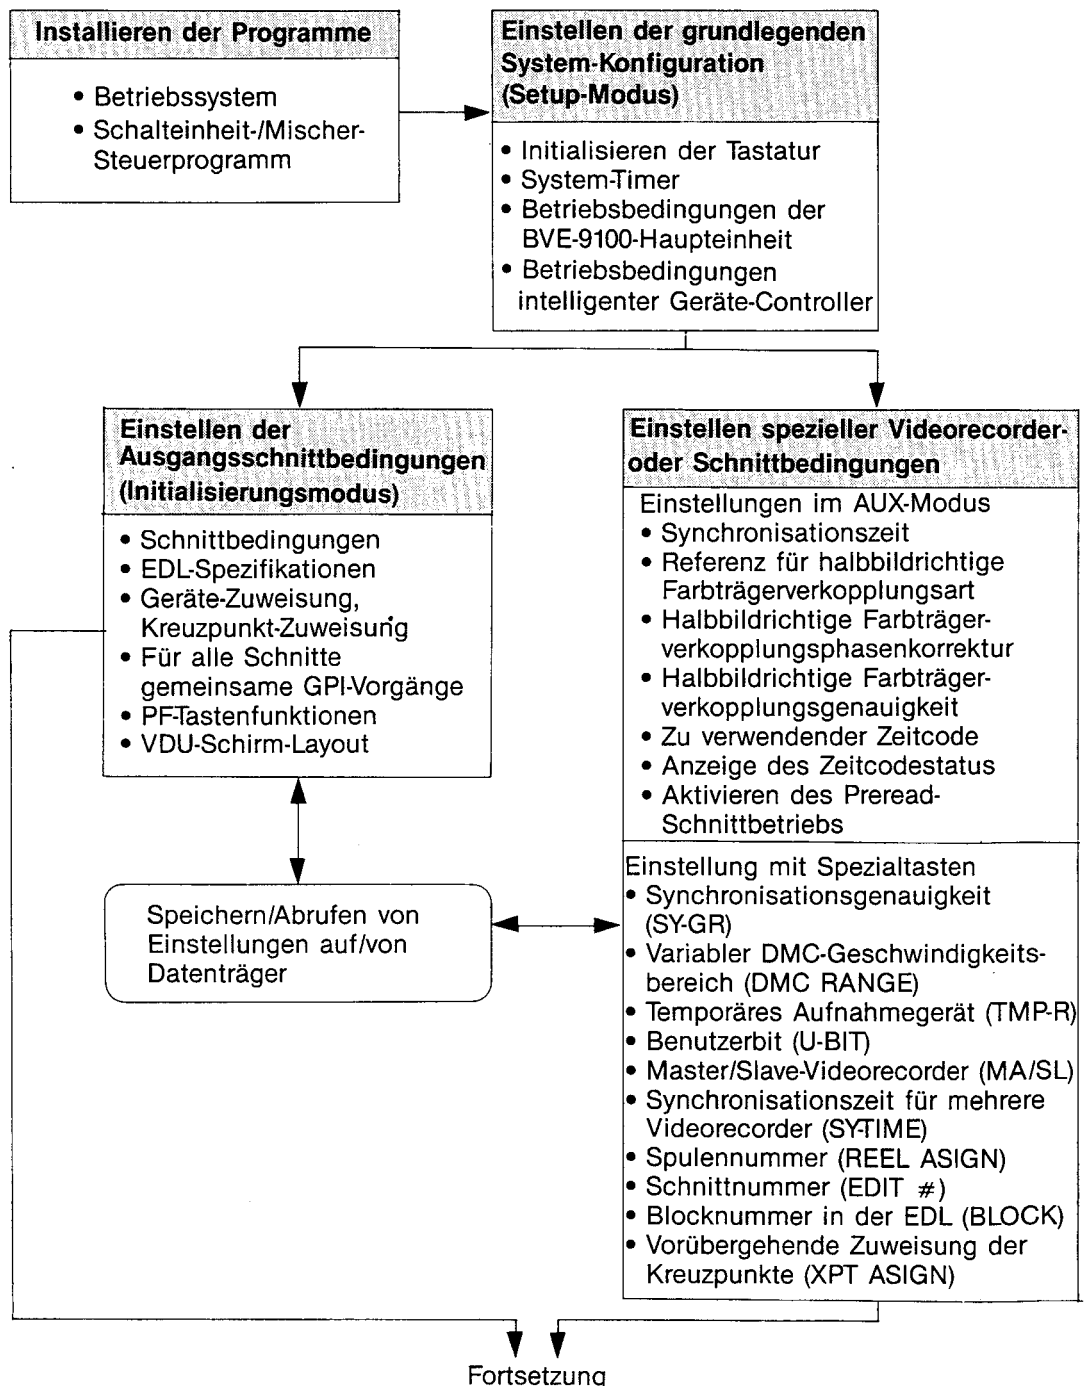 Installieren der Programme
• Betriebssystem
• Schalteinheit-/Mischer-
Steuerprogramm
Einstellen der grundlegenden
System-Konfiguration
(Setup-Modus)
• Initialisieren der Tastatur
• System-Timer
• Betriebsbedingungen der
BVE-9100-Haupteinheit
• Betriebsbedingungen
intelligenter Geräte-Controller
Einstellen der
Ausgangsschnittbedingungen
(Initialisierungsmodus)
• Schnittbedingungen
• EDL-Spezifikationen
• Geräte-Zuweisung,
Kreuzpunkt-Zuweisung
• Für alle Schnitte
gemeinsame GPI-Vorgänge
• PF-Tastenfunktionen
• VDU-Schirm-Layout
Speichern/Abrufen von
Einstellungen auf/von
Datenträger
Einstellen spezieller Videorecorder-
oder Schnittbedingungen
Einstellungen im AUX-Modus
• Synchronisationszeit
• Referenz für halbbildrichtige
Farbträgerverkopplungsart
• Halbbildrichtige Farbträger-
verkopplungsphasenkorrektur
• Halbbildrichtige Farbträger-
verkopplungsgenauigkeit
• Zu verwendender Zeitcode
• Anzeige des Zeitcodestatus
• Aktivieren des Preread-
Schnittbetriebs
Einstellung mit Spezialtasten
• Synchronisationsgenauigkeit
(SY-GR)
• Variabler DMC-Geschwindigkeits-
bereich (DMC RANGE)
• Temporäres Aufnahmegerät (TMP-R)
• Benutzerbit (U-BIT)
• Master/Slave-Videorecorder (MA/SL)
• Synchronisationszeit für mehrere
Videorecorder (SY-TIME)
• Spulennummer (REEL ASIGN)
• Schnittnummer (EDIT #)
• Blocknummer in der EDL (BLOCK)
• Vorübergehende Zuweisung der
Kreuzpunkte (XPT ASIGN)
Fortsetzung